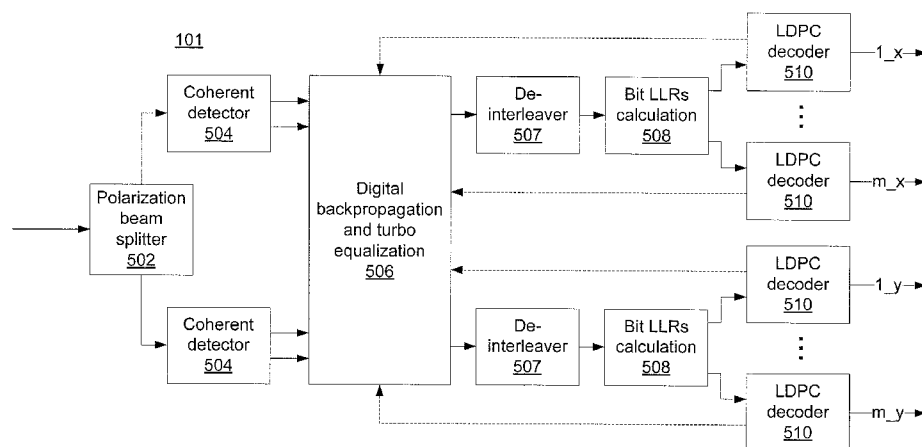 101
Polarization
beam
splitter
502
Coherent
detector
504
Coherent
detector
504
Digital
backpropagation
and turbo
equalization
506
De-
interleaver
507
Bit LLRs
calculation
508
LDPC
decoder
510
1_x
LDPC
decoder
510
m_x
De-
interleaver
507
Bit LLRs
calculation
508
LDPC
decoder
510
1_y
LDPC
decoder
510
m_y